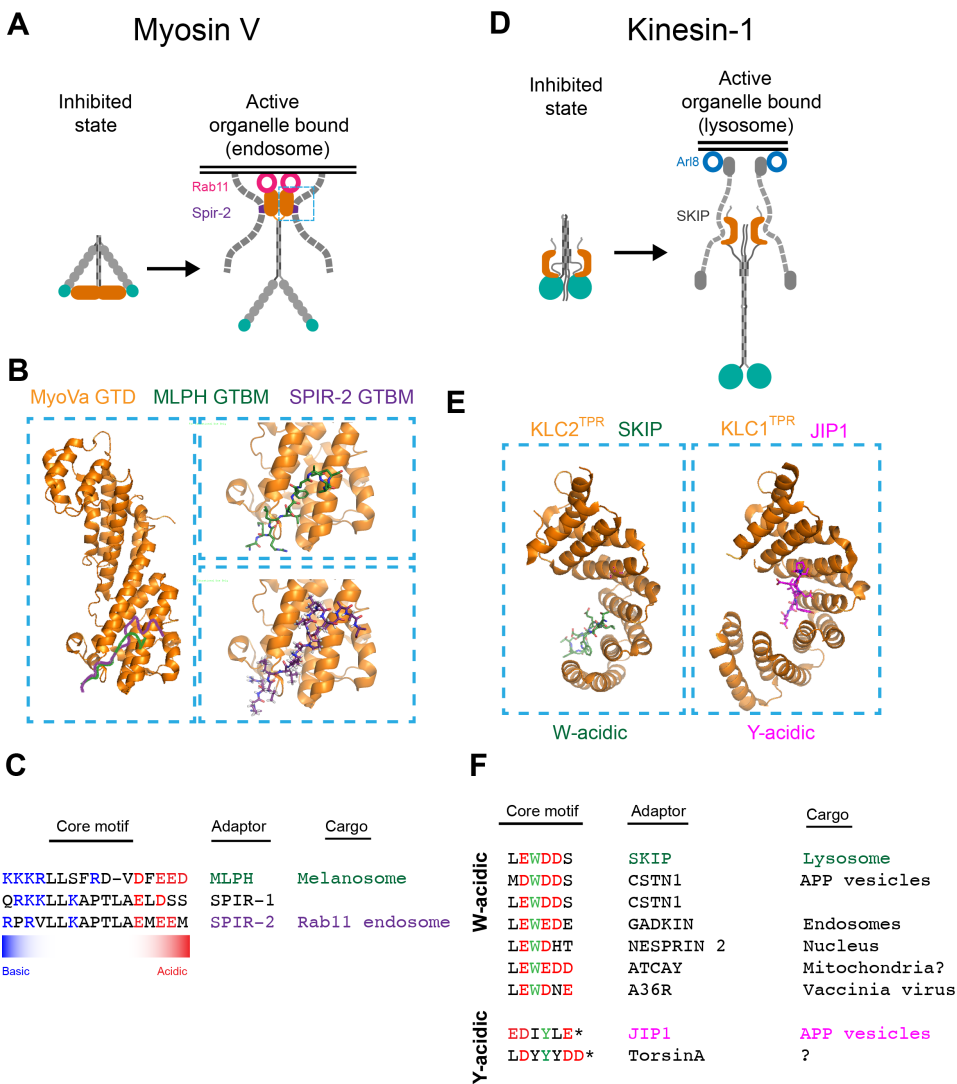 A
Myosin V
Inhibited
state
Active
organelle bound
(endosome)
Rab11
Spir-2
D
Kinesin-1
Inhibited
state
Active
organelle bound
(lysosome)
Arl8
SKIP
B
MyoVa GTD MLPH GTBM SPIR-2 GTBM
E
KLC2TPR SKIP
KLC1TPR JIP1
W-acidic
Y-acidic
C
Core motif Adaptor Cargo
KKKRLLSFRD-VDFEED MLPH Melanosome
QRKKLLKAPTLAELDSS SPIR-1
RPRVLLKAPTLAEMEEM SPIR-2 Rab11 endosome
Basic Acidic
F
Core motif Adaptor Cargo
W-acidic
LEWDDS SKIP Lysosome
MDWDDS CSTN1 APP vesicles
LEWDDS CSTN1
LEWEDE GADKIN Endosomes
LEWDHT NESPRIN 2 Nucleus
LEWEDD ATCAY Mitochondria?
LEWDNE A36R Vaccinia virus
Y-acidic
EDIYLE* JIP1 APP vesicles
LDYYYDD* TorsinA ?